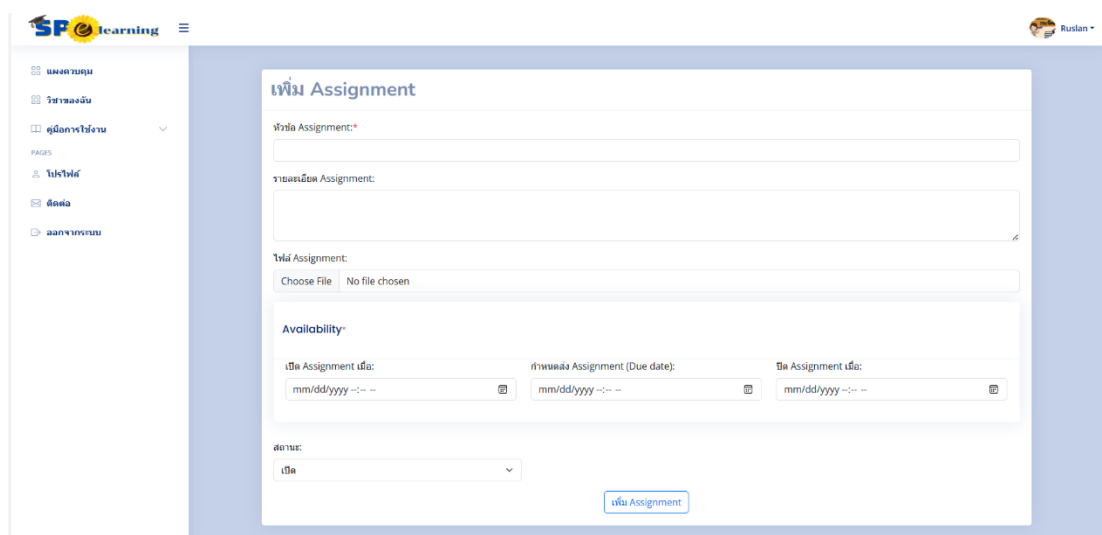 SP e learning
Ruslan
แผงควบคุม
วิชาของฉัน
คู่มือการใช้งาน
PAGES
โปรไฟล์
ติดต่อ
ออกจากระบบ
เพิ่ม Assignment
หัวข้อ Assignment:*
รายละเอียด Assignment:
ไฟล์ Assignment:
Choose File No file chosen
Availability*
เปิด Assignment เมื่อ: กำหนดส่ง Assignment (Due date): ปิด Assignment เมื่อ:
mm/dd/yyyy --:-- -- mm/dd/yyyy --:-- -- mm/dd/yyyy --:-- --
สถานะ:
เปิด
เพิ่ม Assignment